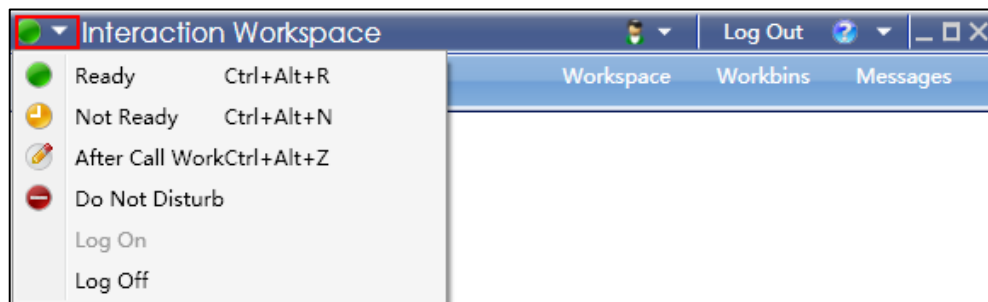 Interaction Workspace Log Out
Workspace Workbins Messages
Ready Ctrl+Alt+R
Not Ready Ctrl+Alt+N
After Call WorkCtrl+Alt+Z
Do Not Disturb
Log On
Log Off